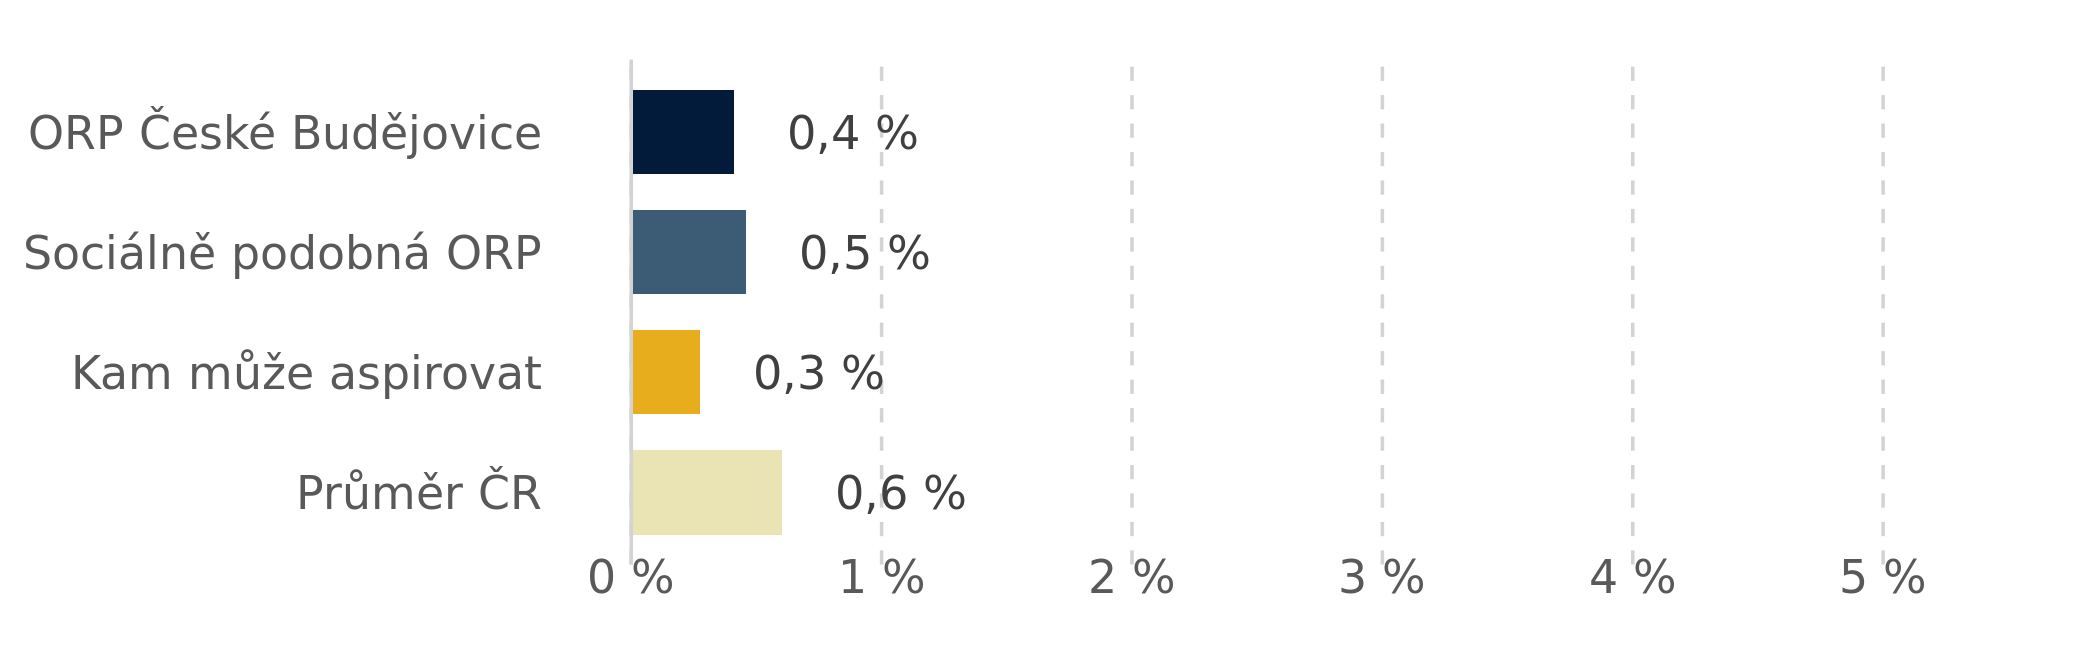 ORP České Budějovice 0,4 %
Sociálně podobná ORP 0,5 %
Kam může aspirovat 0,3 %
Průměr ČR 0,6 %
0 % 1 % 2 % 3 % 4 % 5 %